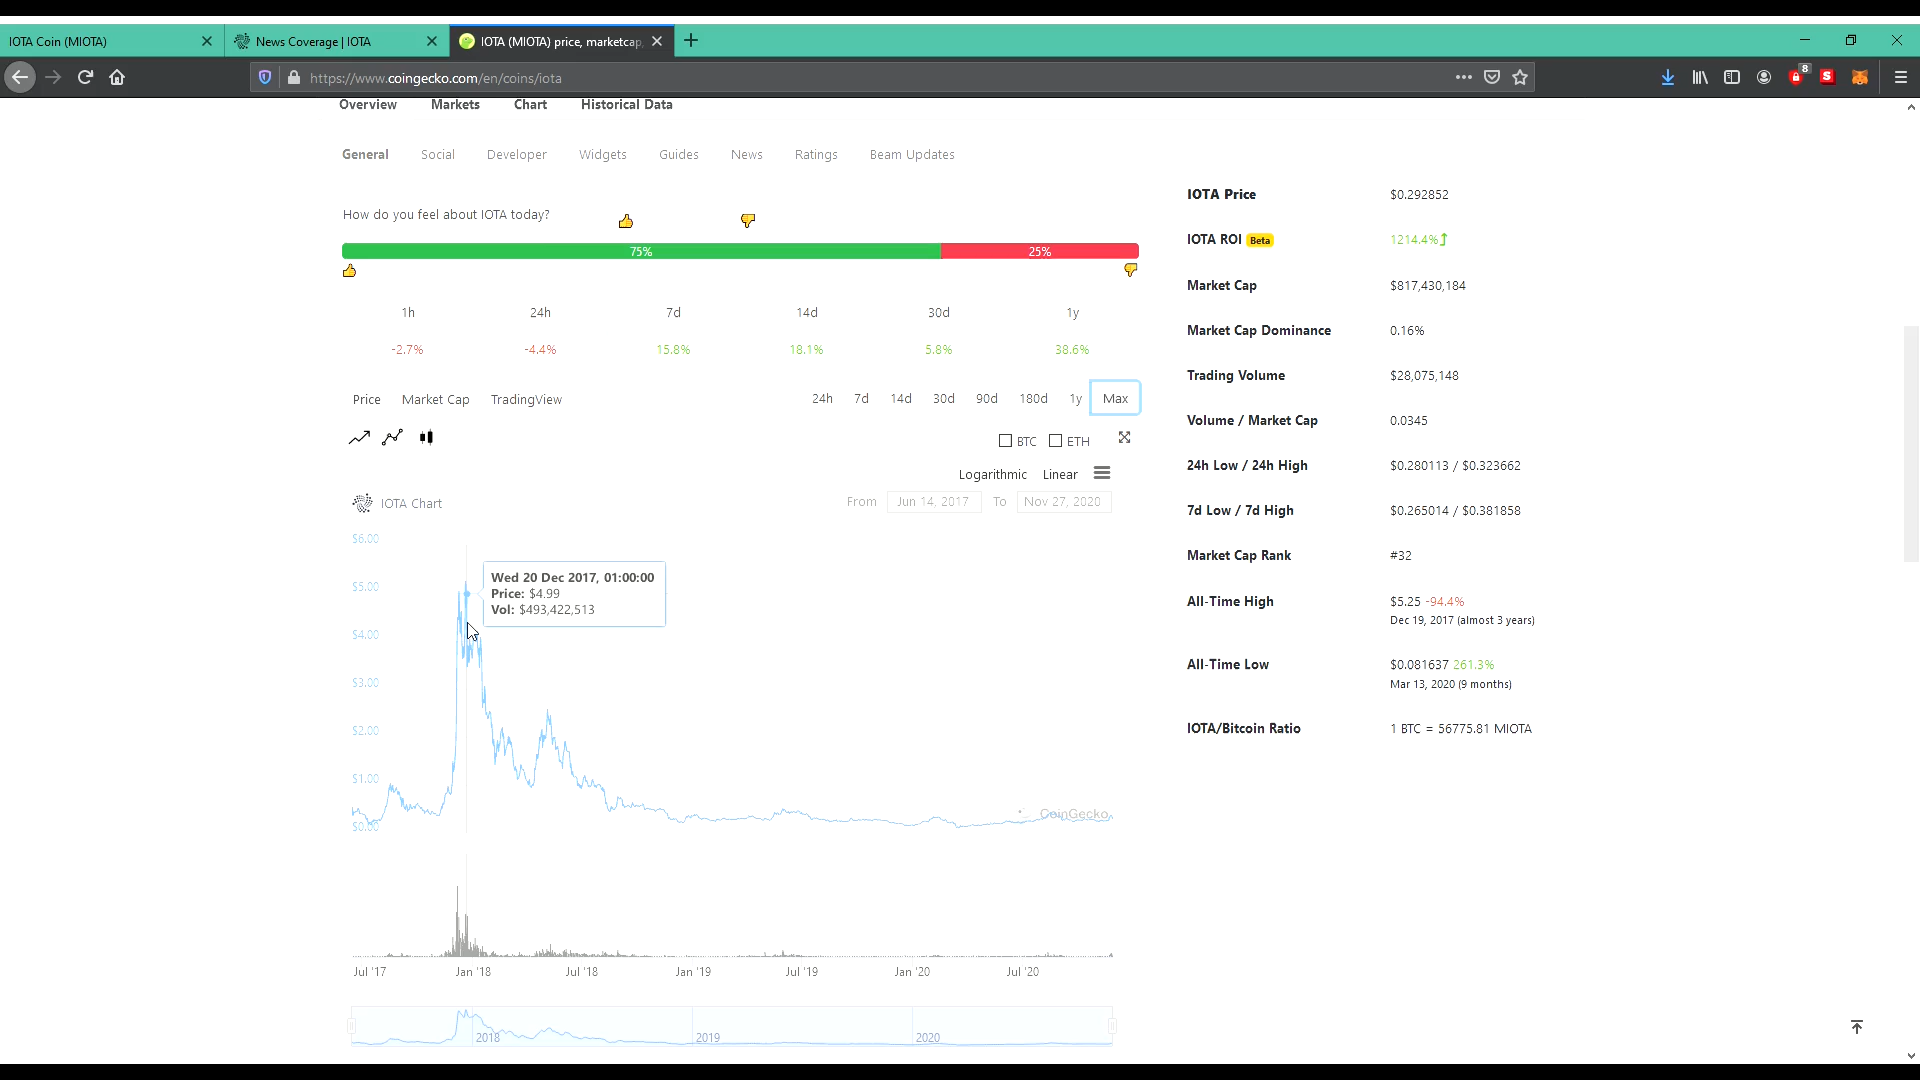 IOTA Coin (MIOTA)
News Coverage | IOTA
IOTA (MIOTA) price, marketcap,
https://www.coingecko.com/en/coins/iota
8
S
Overview Markets Chart Historical Data
General Social Developer Widgets Guides News Ratings Beam Updates
How do you feel about IOTA today?
75% 25%
1h 24h 7d 14d 30d 1y
-2.7% -4.4% 15.8% 18.1% 5.8% 38.6%
Price Market Cap TradingView
24h 7d 14d 30d 90d 180d 1y Max
BTC ETH
Logarithmic Linear
IOTA Chart
From Jun 14, 2017 To Nov 27, 2020
$6.00
$5.00
$4.00
$3.00
$2.00
$1.00
$0.00
Wed 20 Dec 2017, 01:00:00
Price: $4.99
Vol: $493,422,513
CoinGecko
Jul '17 Jan '18 Jul '18 Jan '19 Jul '19 Jan '20 Jul '20
2018 2019 2020
IOTA Price $0.292852
IOTA ROI Beta 1214.4%
Market Cap $817,430,184
Market Cap Dominance 0.16%
Trading Volume $28,075,148
Volume / Market Cap 0.0345
24h Low / 24h High $0.280113 / $0.323662
7d Low / 7d High $0.265014 / $0.381858
Market Cap Rank #32
All-Time High $5.25 -94.4%
Dec 19, 2017 (almost 3 years)
All-Time Low $0.081637 261.3%
Mar 13, 2020 (9 months)
IOTA/Bitcoin Ratio 1 BTC = 56775.81 MIOTA